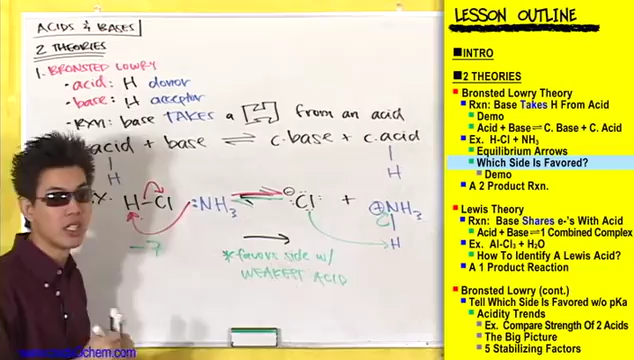 ACIDS & BASES
2 THEORIES
1. BRONSTED LOWRY
• acid: H donor
• base: H acceptor
• Rxn: base TAKES a H from an acid
acid + base ⇌ c.base + c.acid
H
H
Ex: H-Cl :NH3 ⇌ ⊖:Cl: + ⊕NH3
H
-7
*favors side w/
WEAKEST ACID
LESSON OUTLINE
INTRO
2 THEORIES
Bronsted Lowry Theory
Rxn: Base Takes H From Acid
Demo
Acid + Base ⇌ C. Base + C. Acid
Ex. H-Cl + NH3
Equilibrium Arrows
Which Side Is Favored?
Demo
A 2 Product Rxn.
Lewis Theory
Rxn: Base Shares e-'s With Acid
Acid + Base ⇌ 1 Combined Complex
Ex. Al-Cl3 + H2O
How To Identify A Lewis Acid?
A 1 Product Reaction
Bronsted Lowry (cont.)
Tell Which Side Is Favored w/o pKa
Acidity Trends
Ex. Compare Strength Of 2 Acids
The Big Picture
5 Stabilizing Factors